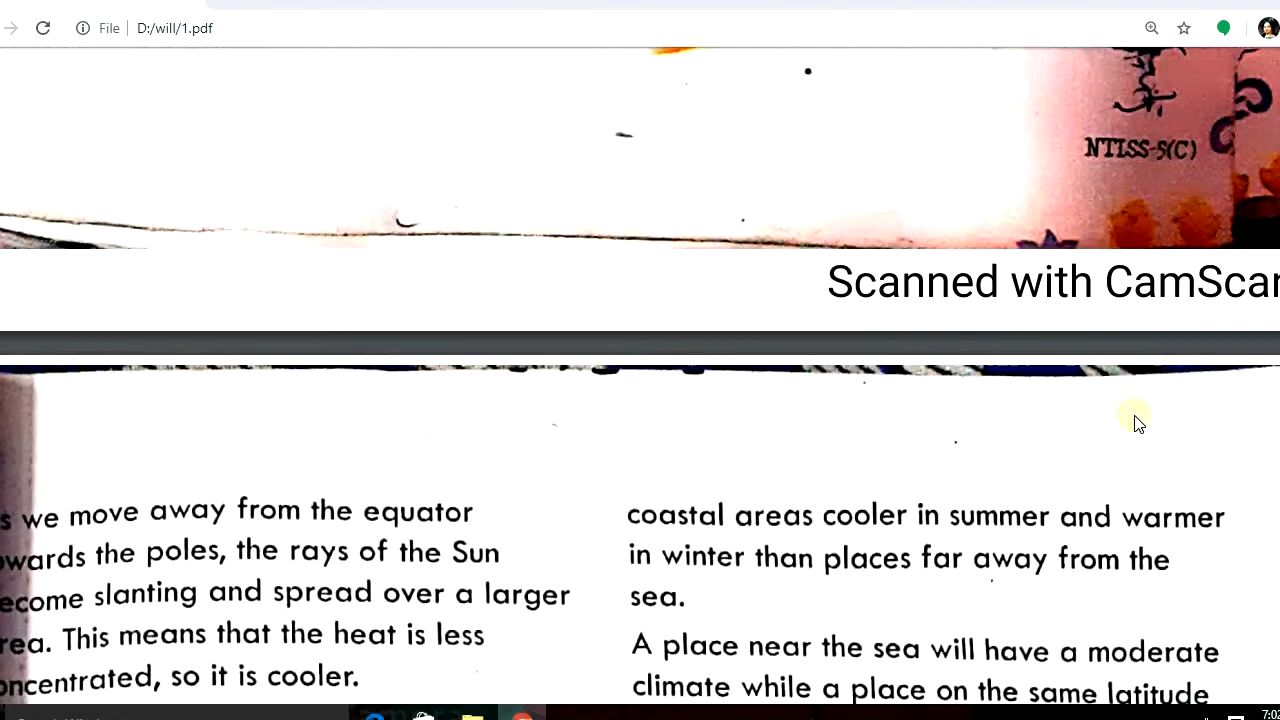 File D:/will/1.pdf
NTISS-5(C)
Scanned with CamScan
s we move away from the equator
owards the poles, the rays of the Sun
ecome slanting and spread over a larger
rea. This means that the heat is less
oncentrated, so it is cooler.
coastal areas cooler in summer and warmer
in winter than places far away from the
sea.
A place near the sea will have a moderate
climate while a place on the same latitude
7:02